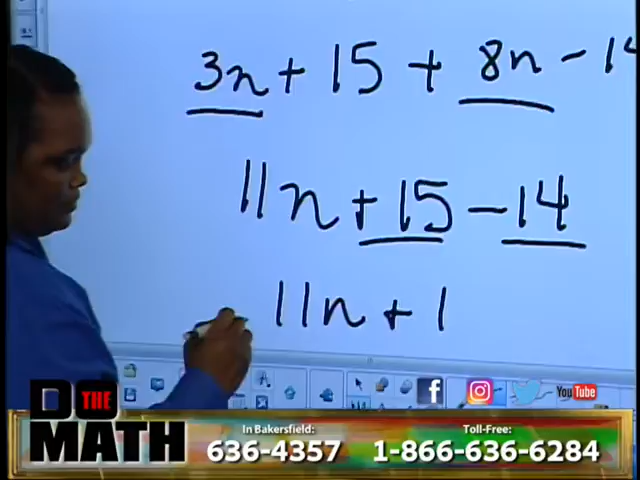 3n + 15 + 8n - 14
11n + 15 - 14
11n + 1
f YouTube
DO THE MATH
In Bakersfield: Toll-Free:
636-4357 1-866-636-6284